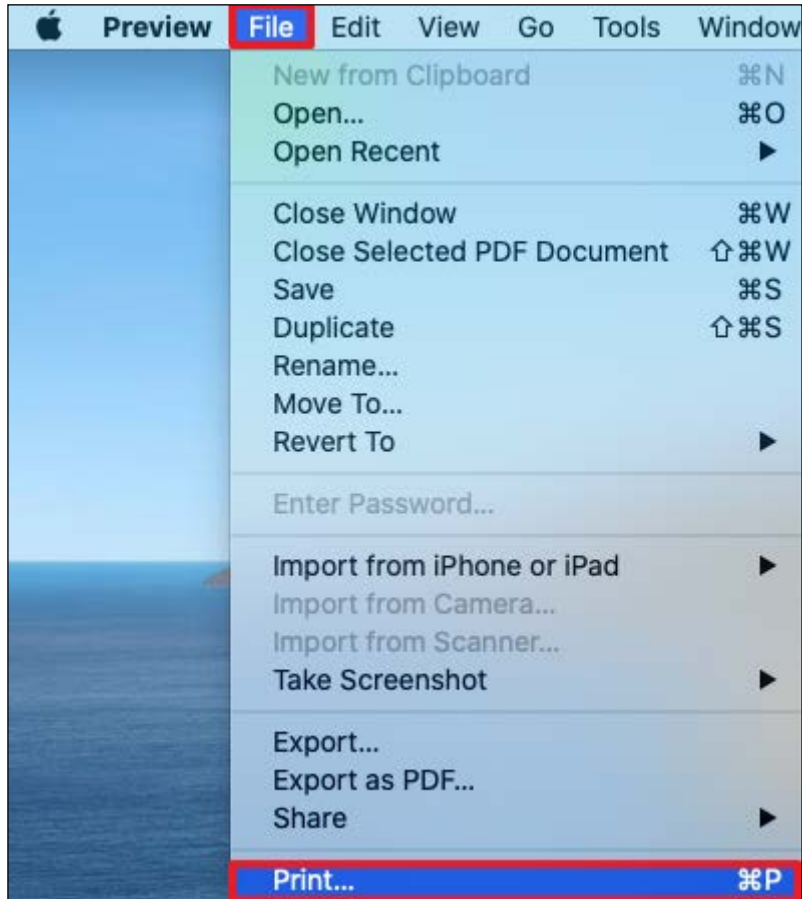 Preview File Edit View Go Tools Window
New from Clipboard ⌘N
Open... ⌘O
Open Recent ▶
Close Window ⌘W
Close Selected PDF Document ⇧⌘W
Save ⌘S
Duplicate ⇧⌘S
Rename...
Move To...
Revert To ▶
Enter Password...
Import from iPhone or iPad ▶
Import from Camera...
Import from Scanner...
Take Screenshot ▶
Export...
Export as PDF...
Share ▶
Print... ⌘P